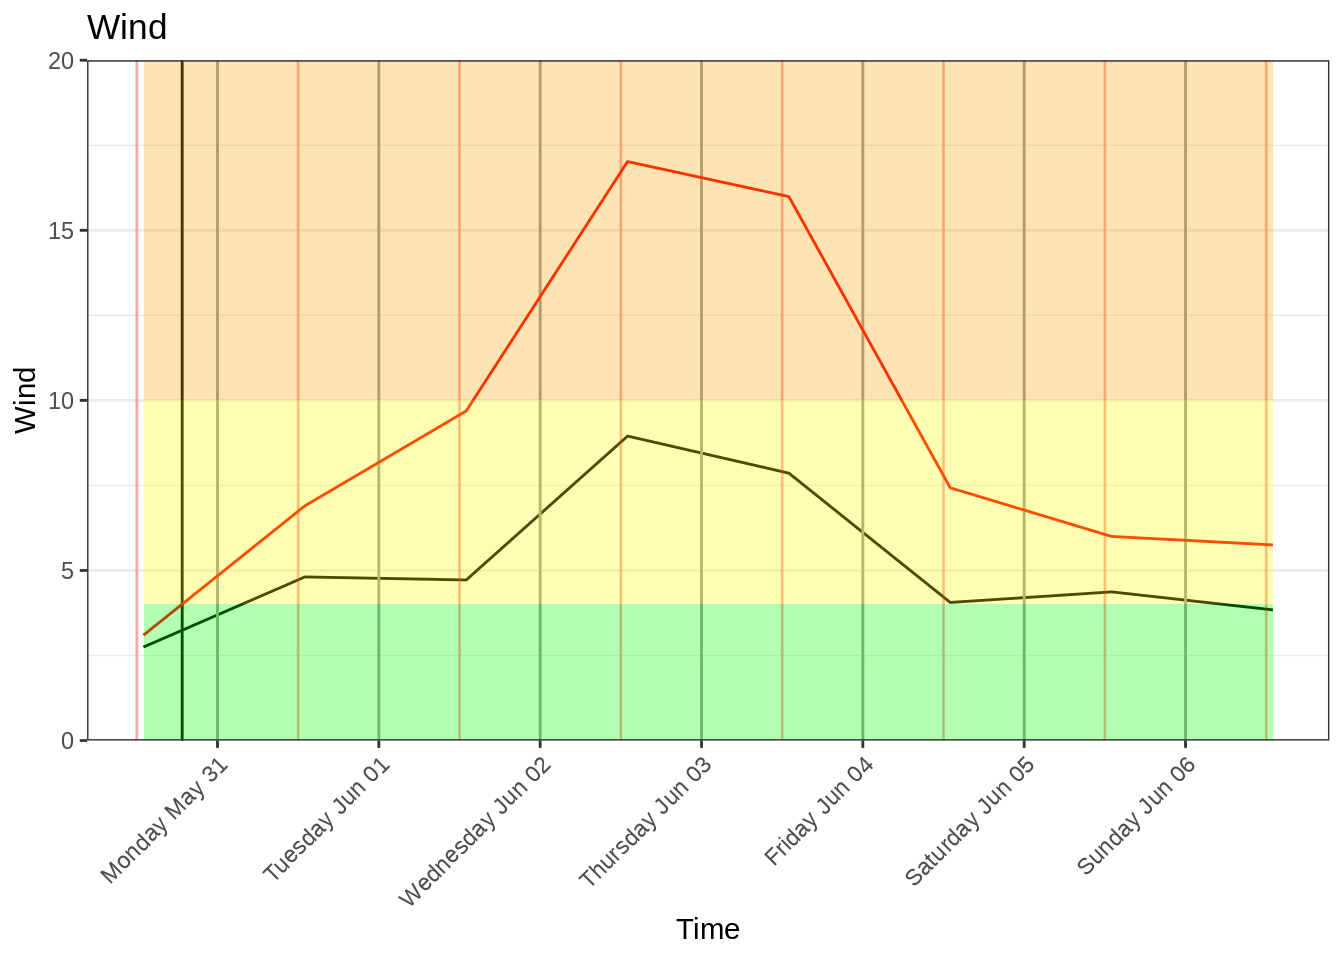 Wind
Wind
20
15
10
5
0
Monday May 31
Tuesday Jun 01
Wednesday Jun 02
Thursday Jun 03
Friday Jun 04
Saturday Jun 05
Sunday Jun 06
Time